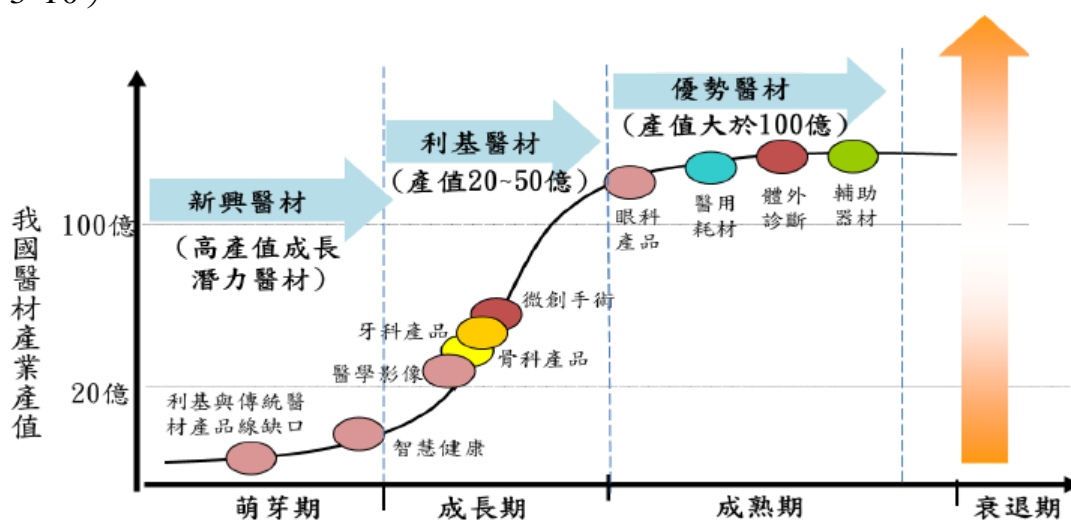 3-10 )
優勢醫材
(產值大於100億)
利基醫材
(產值20~50億)
新興醫材
(高產值成長
潛力醫材)
我國醫材產業產值
100億
20億
眼科
產品
醫用
耗材
體外
診斷
輔助
器材
微創手術
牙科產品
骨科產品
醫學影像
利基與傳統醫
材產品線缺口
智慧健康
萌芽期
成長期
成熟期
衰退期